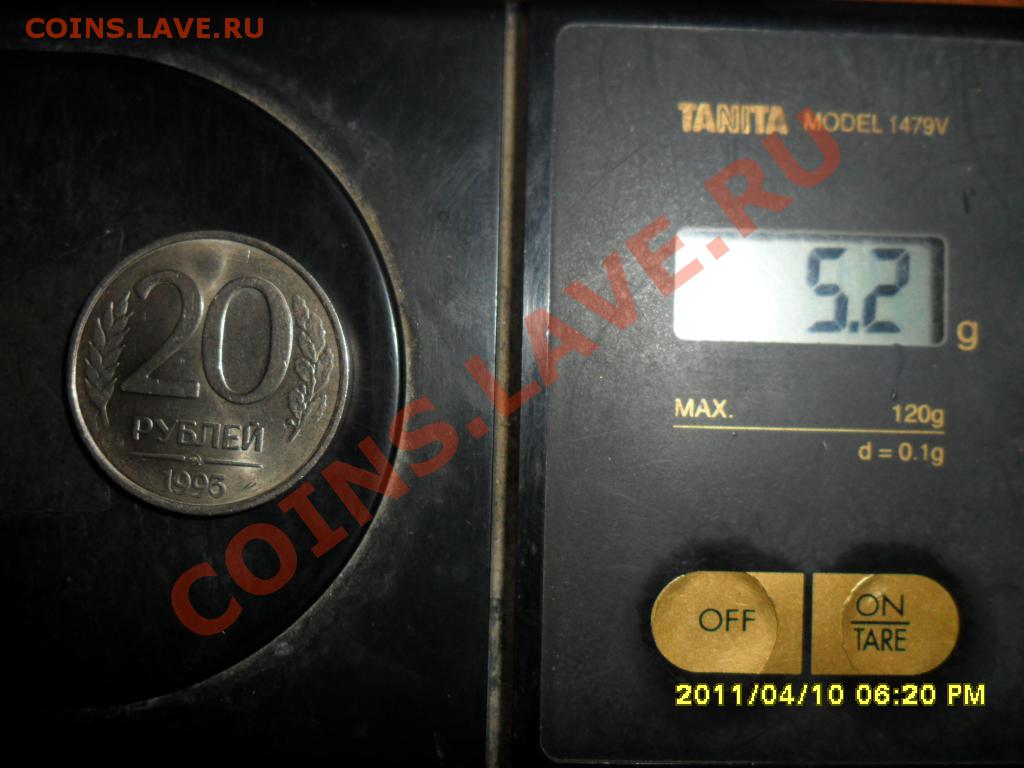 COINS.LAVE.RU
TANITA MODEL 1479V
5.2 g
MAX. 120g
d = 0.1g
20
РУБЛЕЙ
1993
COINS.LAVE.RU
OFF
ON
TARE
2011/04/10 06:20 PM